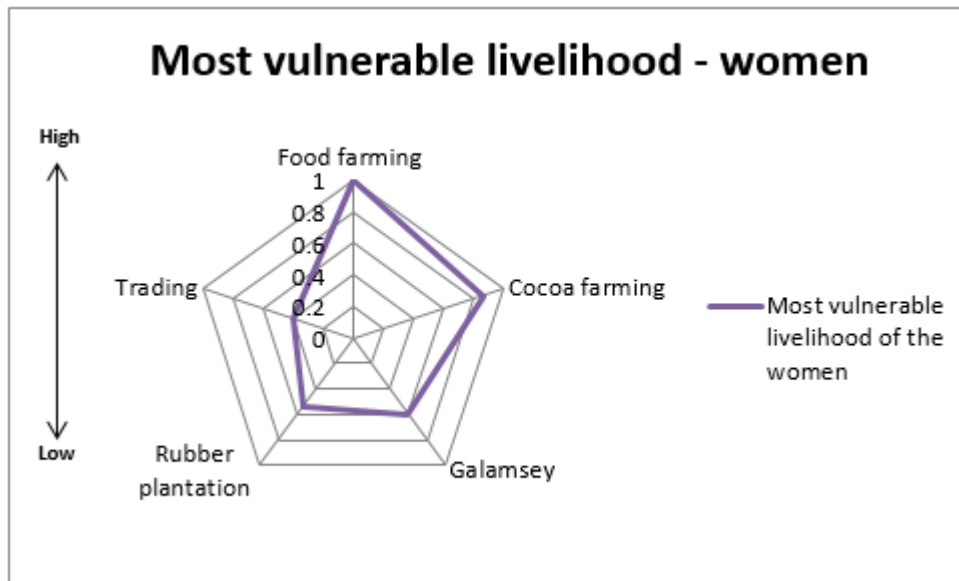 Most vulnerable livelihood - women
High
Food farming
1
0.8
0.6
0.4
0.2
0
Trading
Cocoa farming
Most vulnerable
livelihood of the
women
Low
Rubber
plantation
Galamsey